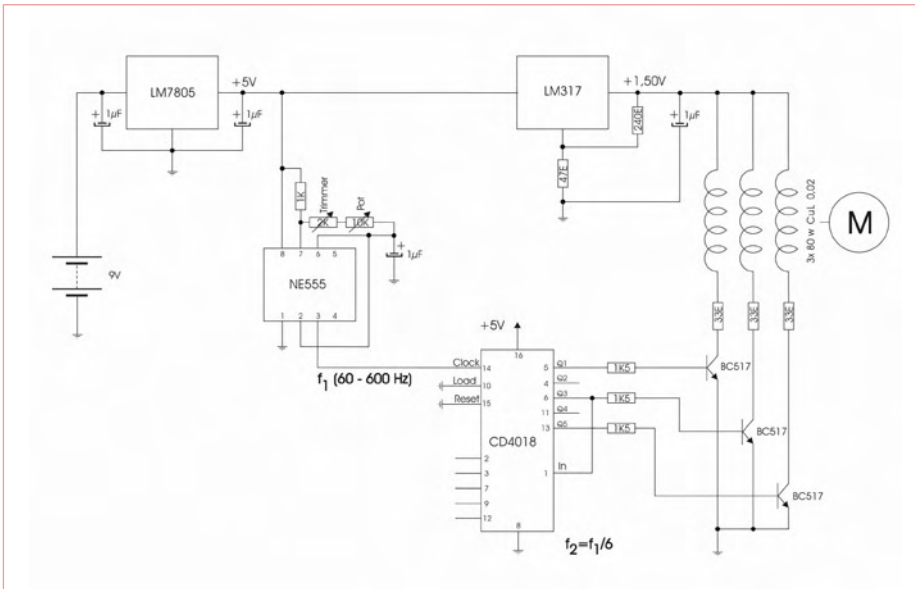 LM7805
+5V
LM317
+1,50V
+
1µF
+
1µF
240E
+
1µF
47E
1K
Trimmer
2K
Pot
10K
+
1µF
8 7 6 5
NE555
1 2 3 4
9V
3x 80 w CuL 0,02
M
33E
33E
33E
+5V
f1 (60 - 600 Hz)
Clock
Load
Reset
16
14
10
15
CD4018
2
3
7
9
12
8
5
4
6
11
13
1
Q1
Q2
Q3
Q4
Q5
In
1K5
1K5
1K5
BC517
BC517
BC517
f2=f1/6